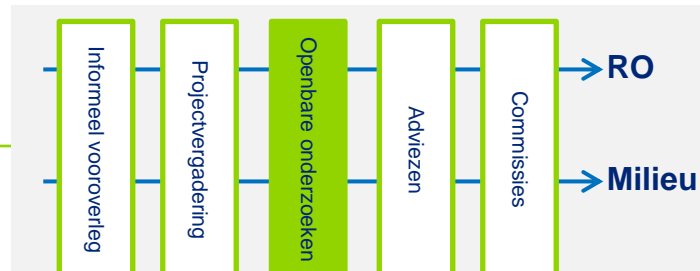 Informeel vooroverleg
Projectvergadering
Openbare onderzoeken
Adviezen
Commissies
RO
Milieu